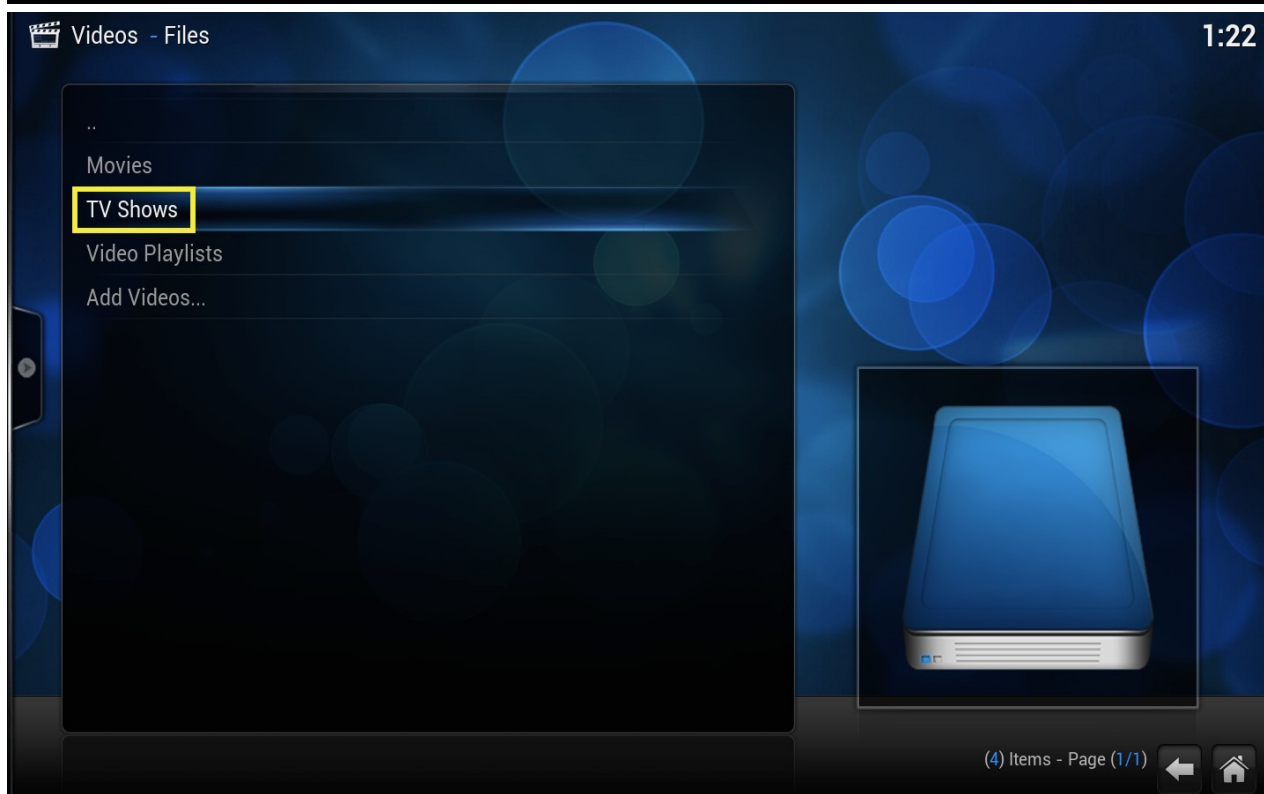 Videos - Files
1:22
..
Movies
TV Shows
Video Playlists
Add Videos...
(4) Items - Page (1/1)